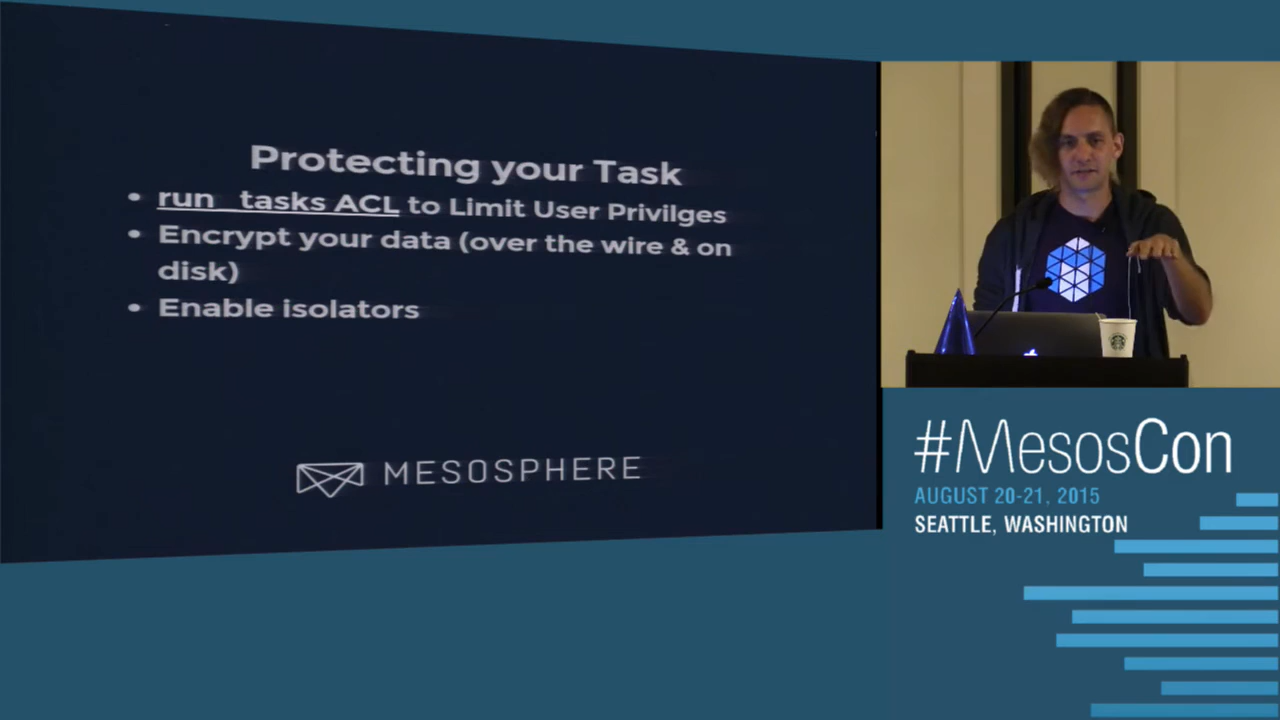 Protecting your Task
• run_tasks ACL to Limit User Privilges
• Encrypt your data (over the wire & on
disk)
• Enable isolators
MESOSPHERE
#MesosCon
AUGUST 20-21, 2015
SEATTLE, WASHINGTON